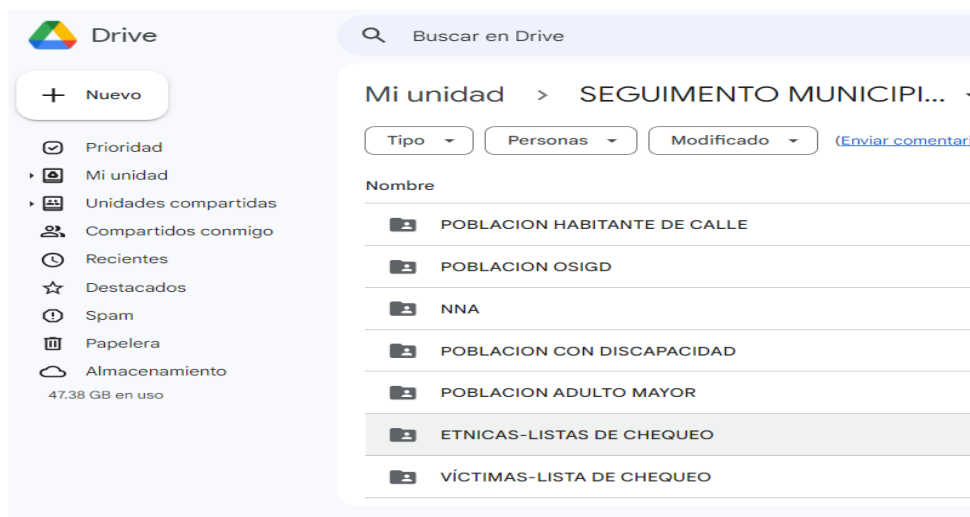 Drive
Buscar en Drive
Nuevo
Prioridad
Mi unidad
Unidades compartidas
Compartidos conmigo
Recientes
Destacados
Spam
Papelera
Almacenamiento
47.38 GB en uso
Mi unidad > SEGUIMENTO MUNICIPI...
Tipo Personas Modificado (Enviar comentar
Nombre
POBLACION HABITANTE DE CALLE
POBLACION OSIGD
NNA
POBLACION CON DISCAPACIDAD
POBLACION ADULTO MAYOR
ETNICAS-LISTAS DE CHEQUEO
VÍCTIMAS-LISTA DE CHEQUEO